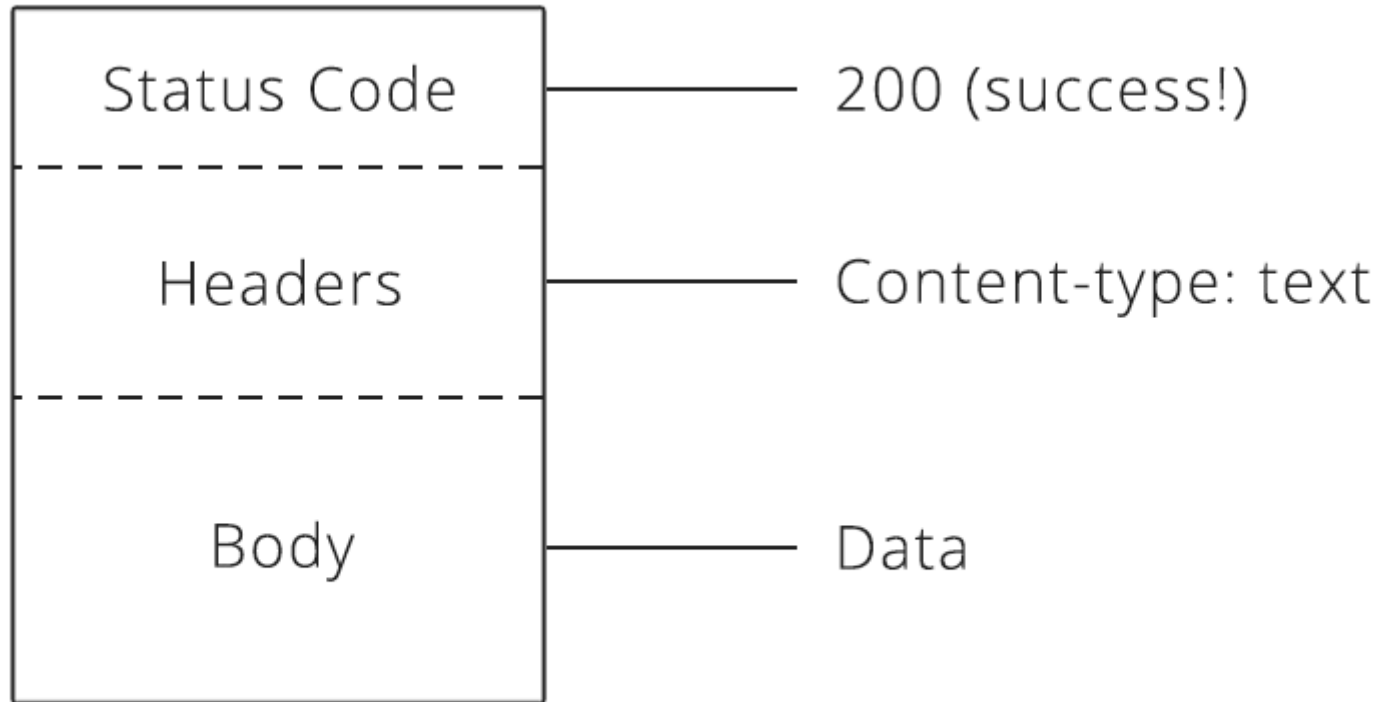 Status Code
200 (success!)
Headers
Content-type: text
Body
Data